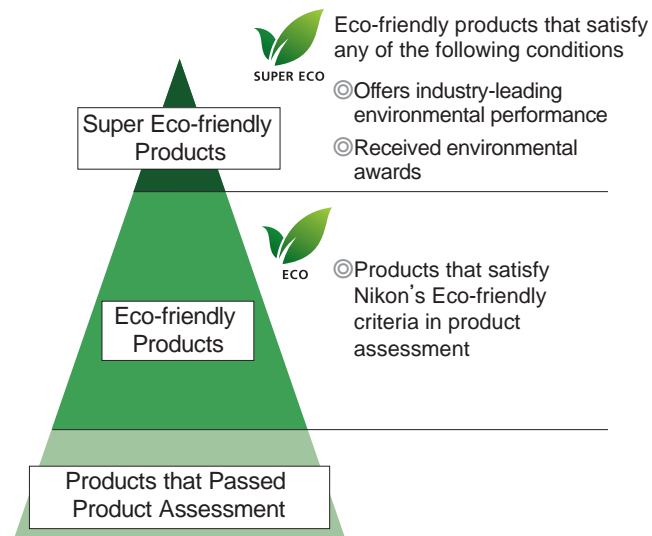 Eco-friendly products that satisfy
any of the following conditions
SUPER ECO
◎Offers industry-leading
environmental performance
◎Received environmental
awards
Super Eco-friendly
Products
ECO
◎Products that satisfy
Nikon's Eco-friendly
criteria in product
assessment
Eco-friendly
Products
Products that Passed
Product Assessment